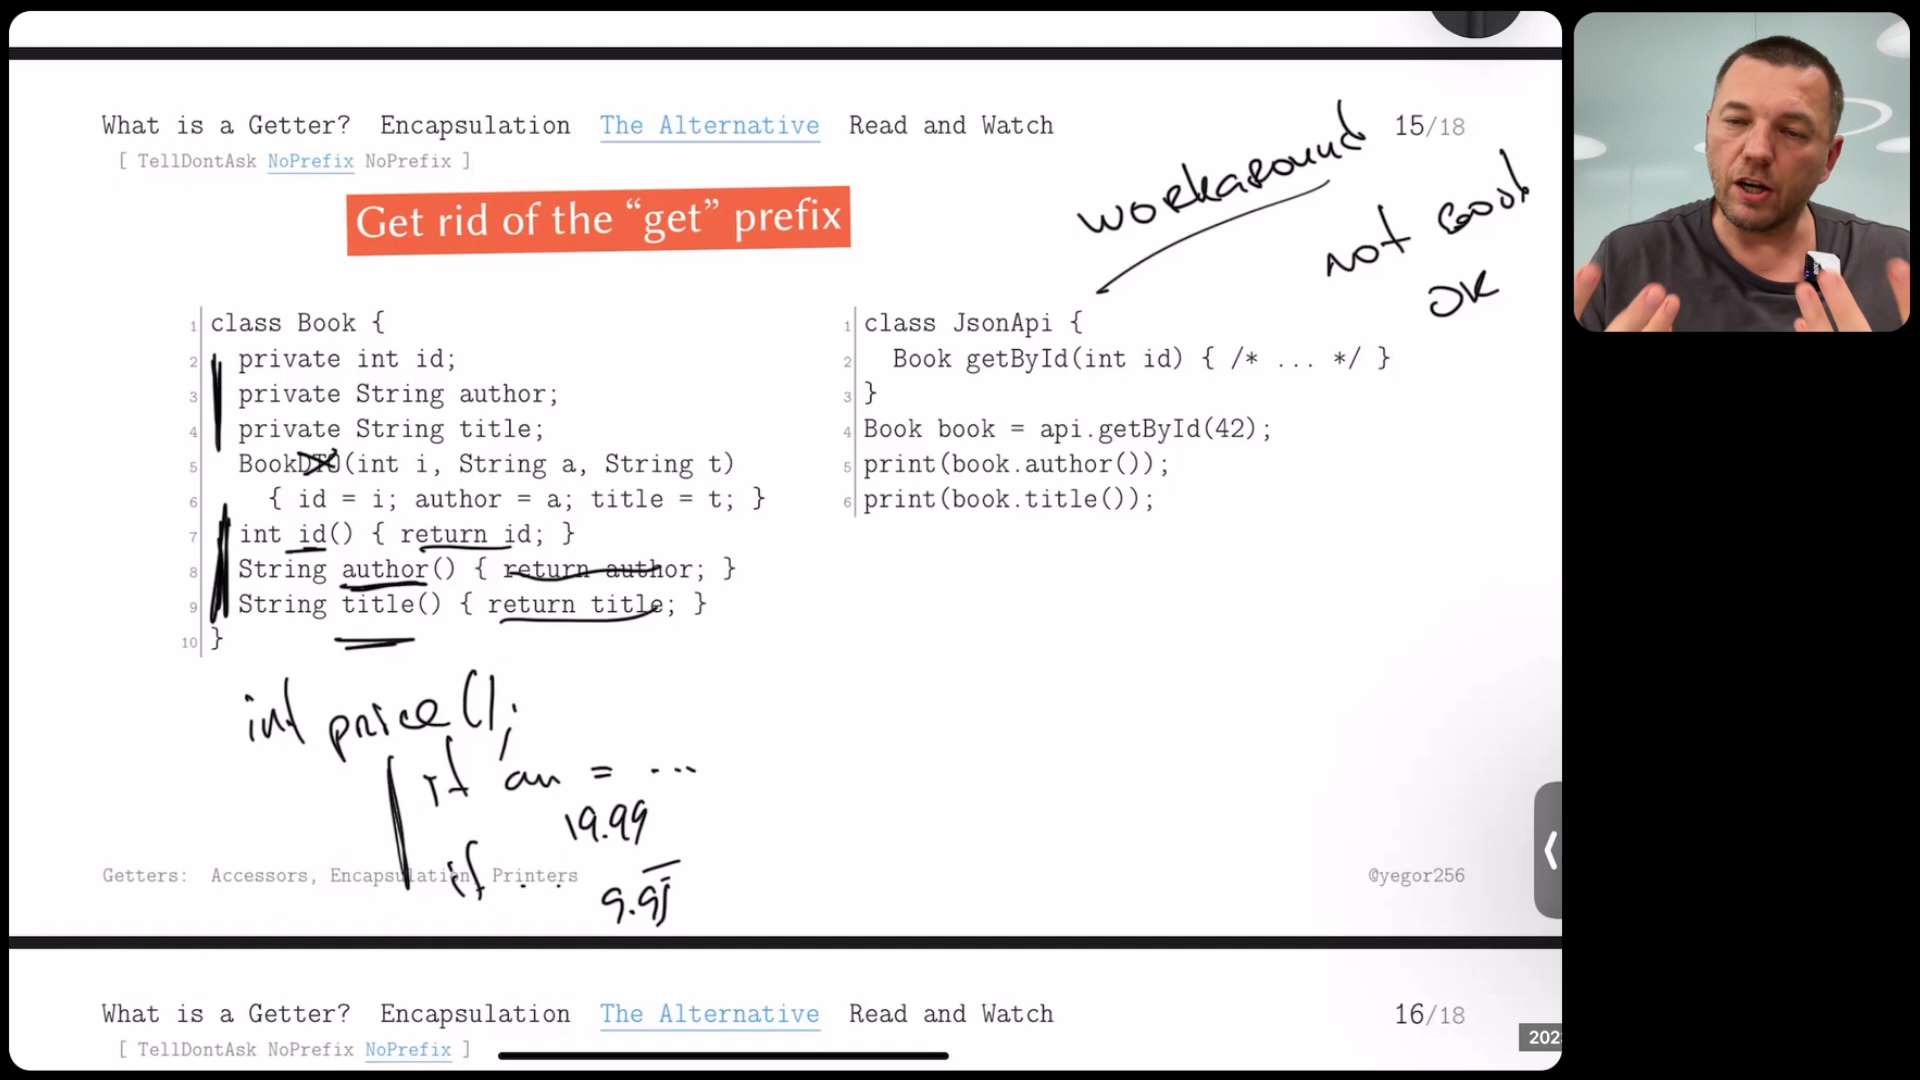 What is a Getter? Encapsulation The Alternative Read and Watch 15/18
[ TellDontAsk NoPrefix NoPrefix ]
Get rid of the “get” prefix
workaround
not good
OK
1 class Book {
2 private int id;
3 private String author;
4 private String title;
5 BookDTO(int i, String a, String t)
6 { id = i; author = a; title = t; }
7 int id() { return id; }
8 String author() { return author; }
9 String title() { return title; }
10 }
1 class JsonApi {
2 Book getById(int id) { /* ... */ }
3 }
4 Book book = api.getById(42);
5 print(book.author());
6 print(book.title());
int price();
if au = ...
19.99
if ...
9.95
Getters: Accessors, Encapsulation, Printers @yegor256
What is a Getter? Encapsulation The Alternative Read and Watch 16/18
[ TellDontAsk NoPrefix NoPrefix ]
202